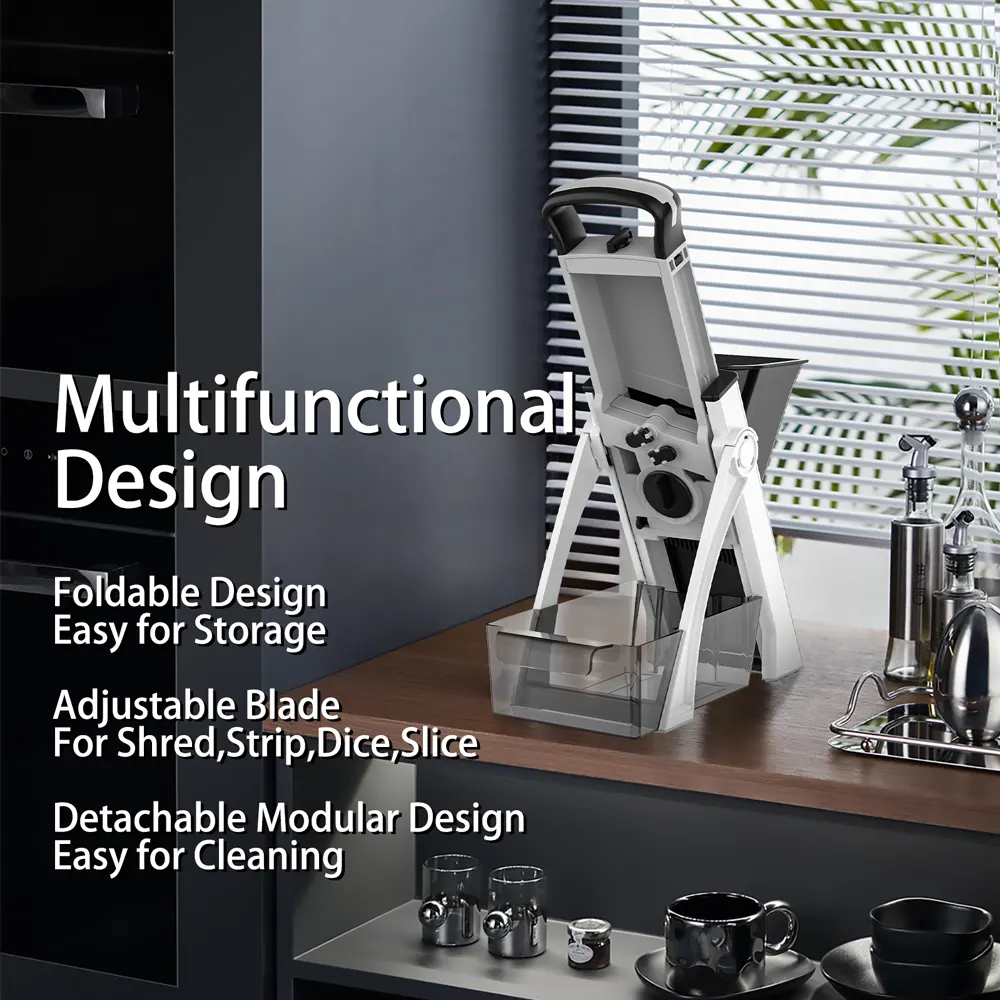 Multifunctional
Design
Foldable Design
Easy for Storage
Adjustable Blade
For Shred,Strip,Dice,Slice
Detachable Modular Design
Easy for Cleaning